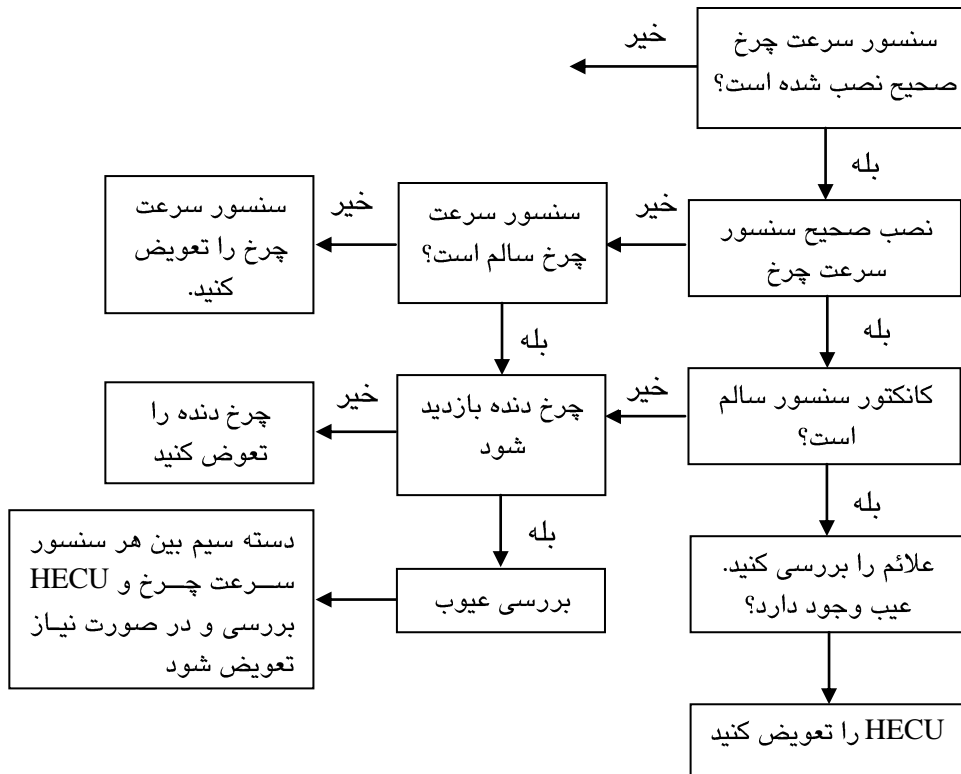 سنسور سرعت چرخ
صحیح نصب شده است؟
خیر
بله
نصب صحیح سنسور
سرعت چرخ
خیر
سنسور سرعت
چرخ سالم است؟
خیر
سنسور سرعت
چرخ را تعویض
کنید.
بله
بله
کانکتور سنسور سالم
است؟
خیر
چرخ دنده بازدید
شود
خیر
چرخ دنده را
تعوض کنید
بله
بله
علائم را بررسی کنید.
عیب وجود دارد؟
بررسی عیوب
دسته سیم بین هر سنسور
سرعت چرخ و HECU
بررسی و در صورت نیاز
تعویض شود
HECU را تعویض کنید